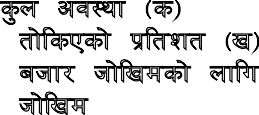 कुल अवस्था (क)
तोकिएको प्रतिशत (ख)
बजार जोखिमको लागि
जोखिम